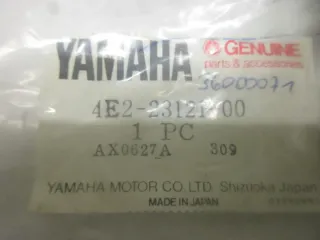 YAMAHA GENUINE
parts & accessories
36000071
4E2-23121-00
1 PC
AX0627A 309
YAMAHA MOTOR CO.,LTD. Shizuoka Japan
MADE IN JAPAN